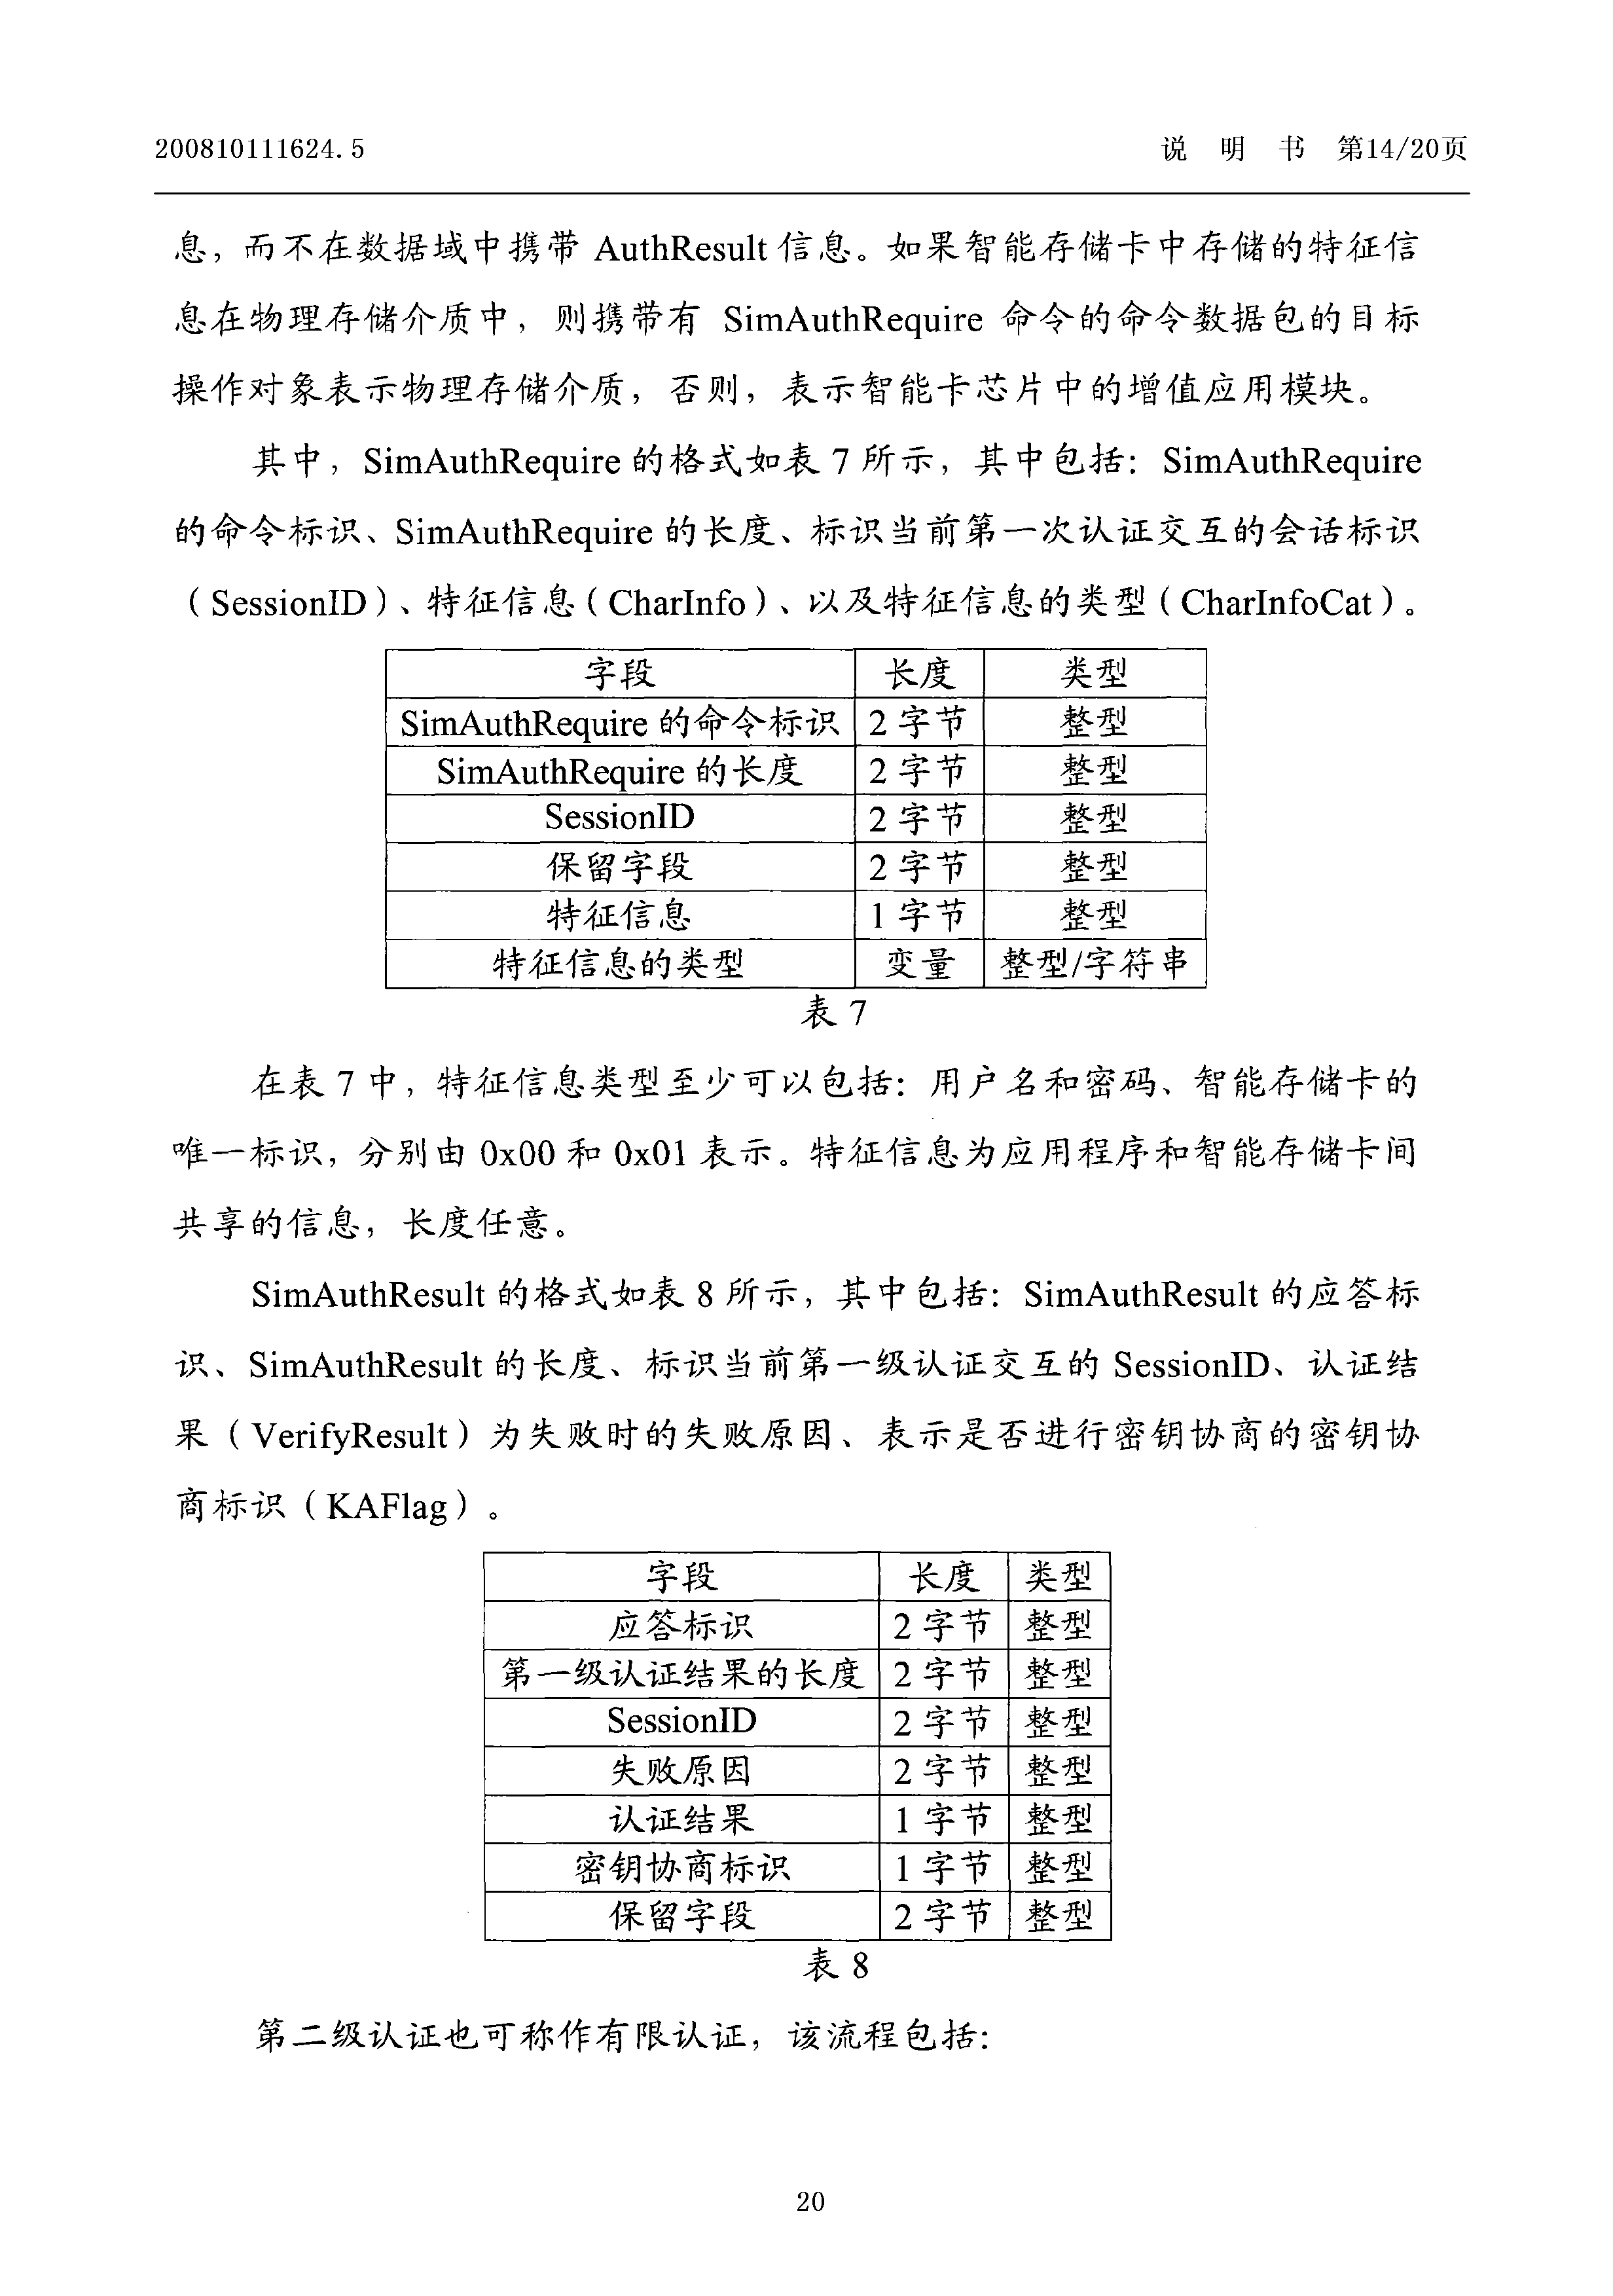 200810111624.5 说 明 书 第14/20页
息，而不在数据域中携带 AuthResult 信息。如果智能存储卡中存储的特征信
息在物理存储介质中，则携带有 SimAuthRequire 命令的命令数据包的目标
操作对象表示物理存储介质，否则，表示智能卡芯片中的增值应用模块。
其中，SimAuthRequire 的格式如表 7 所示，其中包括：SimAuthRequire
的命令标识、SimAuthRequire 的长度、标识当前第一次认证交互的会话标识
（SessionID）、特征信息（CharInfo）、以及特征信息的类型（CharInfoCat）。
字段 长度 类型
SimAuthRequire 的命令标识 2 字节 整型
SimAuthRequire 的长度 2 字节 整型
SessionID 2 字节 整型
保留字段 2 字节 整型
特征信息 1 字节 整型
特征信息的类型 变量 整型/字符串
表 7
在表 7 中，特征信息类型至少可以包括：用户名和密码、智能存储卡的
唯一标识，分别由 0x00 和 0x01 表示。特征信息为应用程序和智能存储卡间
共享的信息，长度任意。
SimAuthResult 的格式如表 8 所示，其中包括：SimAuthResult 的应答标
识、SimAuthResult 的长度、标识当前第一级认证交互的 SessionID、认证结
果（VerifyResult）为失败时的失败原因、表示是否进行密钥协商的密钥协
商标识（KAFlag）。
字段 长度 类型
应答标识 2 字节 整型
第一级认证结果的长度 2 字节 整型
SessionID 2 字节 整型
失败原因 2 字节 整型
认证结果 1 字节 整型
密钥协商标识 1 字节 整型
保留字段 2 字节 整型
表 8
第二级认证也可称作有限认证，该流程包括：
20